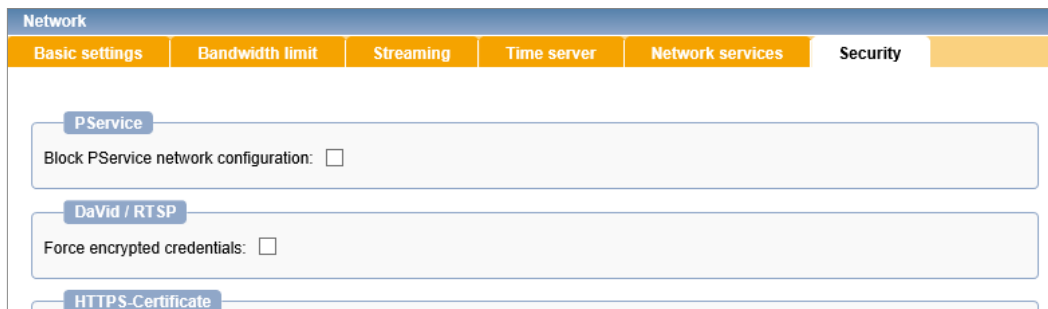 Network
Basic settings Bandwidth limit Streaming Time server Network services Security
PService
Block PService network configuration:
DaVid / RTSP
Force encrypted credentials:
HTTPS-Certificate